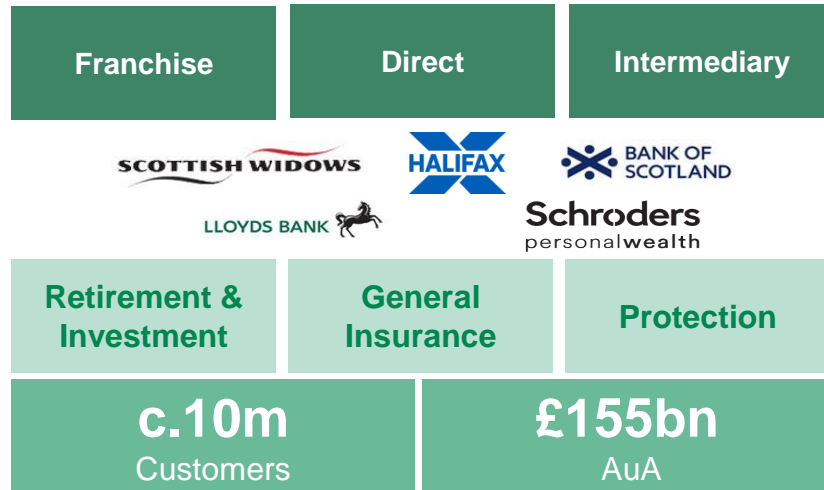 Franchise
Direct
Intermediary
SCOTTISH WIDOWS
HALIFAX
BANK OF
SCOTLAND
LLOYDS BANK
Schroders
personalwealth
Retirement &
Investment
General
Insurance
Protection
c.10m
Customers
£155bn
AuA